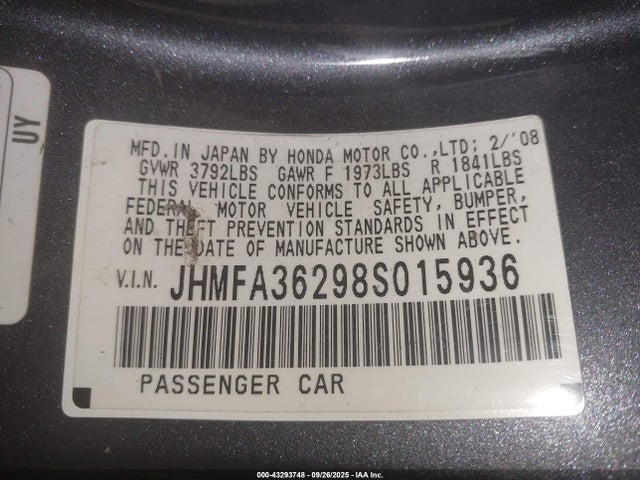 UY
MFD. IN JAPAN BY HONDA MOTOR CO.,LTD; 2/'08
GVWR 3792LBS GAWR F 1973LBS R 1841LBS
THIS VEHICLE CONFORMS TO ALL APPLICABLE
FEDERAL MOTOR VEHICLE SAFETY, BUMPER,
AND THEFT PREVENTION STANDARDS IN EFFECT
ON THE DATE OF MANUFACTURE SHOWN ABOVE.
V.I.N. JHMFA36298S015936
PASSENGER CAR
000-43293748 - 09/26/2025 - IAA Inc.